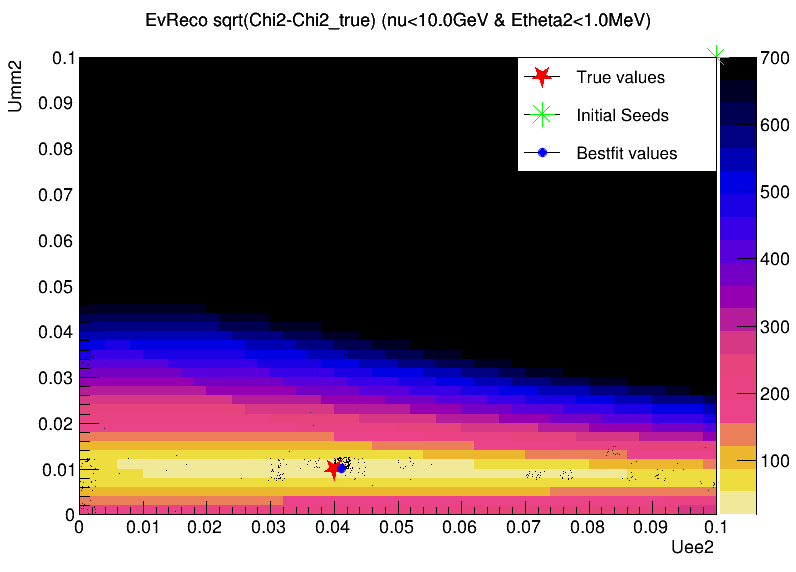 EvReco sqrt(Chi2-Chi2_true) (nu<10.0GeV & Etheta2<1.0MeV)
Umm2
0.1
0.09
0.08
0.07
0.06
0.05
0.04
0.03
0.02
0.01
0
True values
Initial Seeds
Bestfit values
700
600
500
400
300
200
100
0 0.01 0.02 0.03 0.04 0.05 0.06 0.07 0.08 0.09 0.1
Uee2